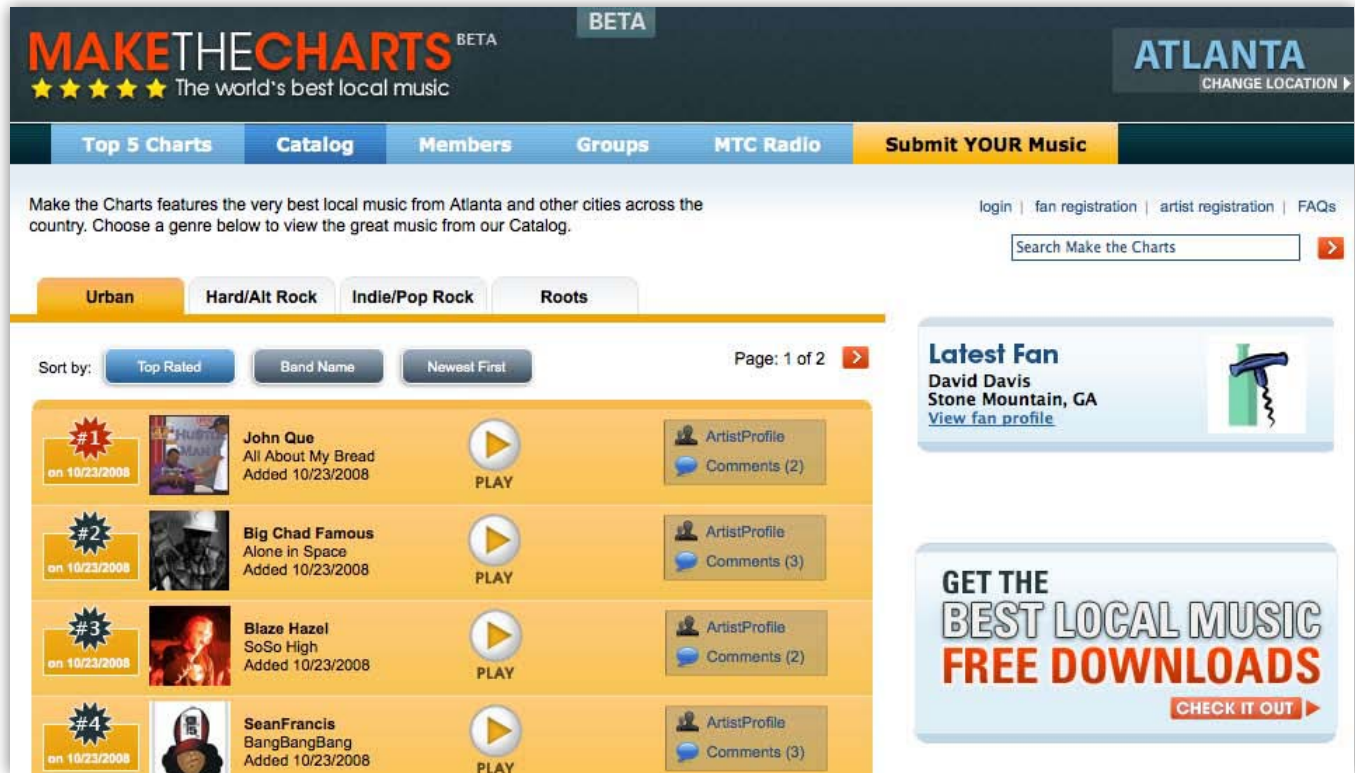 BETA
MAKETHECHARTS BETA
The world's best local music
ATLANTA
CHANGE LOCATION
Top 5 Charts Catalog Members Groups MTC Radio Submit YOUR Music
Make the Charts features the very best local music from Atlanta and other cities across the
country. Choose a genre below to view the great music from our Catalog.
login | fan registration | artist registration | FAQs
Search Make the Charts
Urban Hard/Alt Rock Indie/Pop Rock Roots
Sort by: Top Rated Band Name Newest First Page: 1 of 2
#1
on 10/23/2008
HUSTLE
MAN
John Que
All About My Bread
Added 10/23/2008
PLAY
ArtistProfile
Comments (2)
#2
on 10/23/2008
Big Chad Famous
Alone in Space
Added 10/23/2008
PLAY
ArtistProfile
Comments (3)
#3
on 10/23/2008
Blaze Hazel
SoSo High
Added 10/23/2008
PLAY
ArtistProfile
Comments (2)
#4
on 10/23/2008
SeanFrancis
BangBangBang
Added 10/23/2008
PLAY
ArtistProfile
Comments (3)
Latest Fan
David Davis
Stone Mountain, GA
View fan profile
GET THE
BEST LOCAL MUSIC
FREE DOWNLOADS
CHECK IT OUT